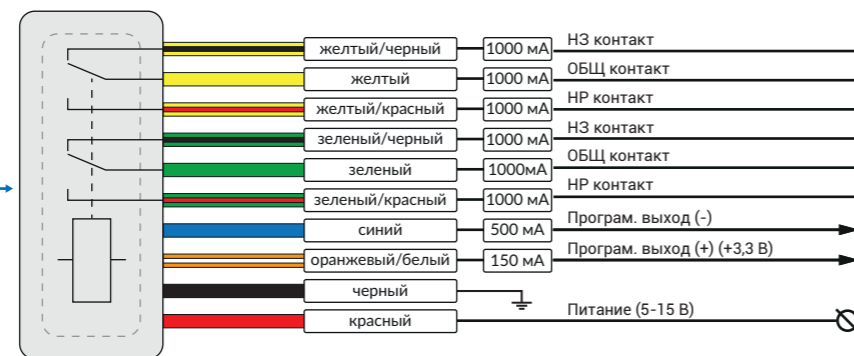 желтый/черный 1000 мА НЗ контакт
желтый 1000 мА ОБЩ контакт
желтый/красный 1000 мА НР контакт
зеленый/черный 1000 мА НЗ контакт
зеленый 1000мА ОБЩ контакт
зеленый/красный 1000 мА НР контакт
синий 500 мА Програм. выход (-)
оранжевый/белый 150 мА Програм. выход (+) (+3,3 В)
черный
красный Питание (5-15 В)